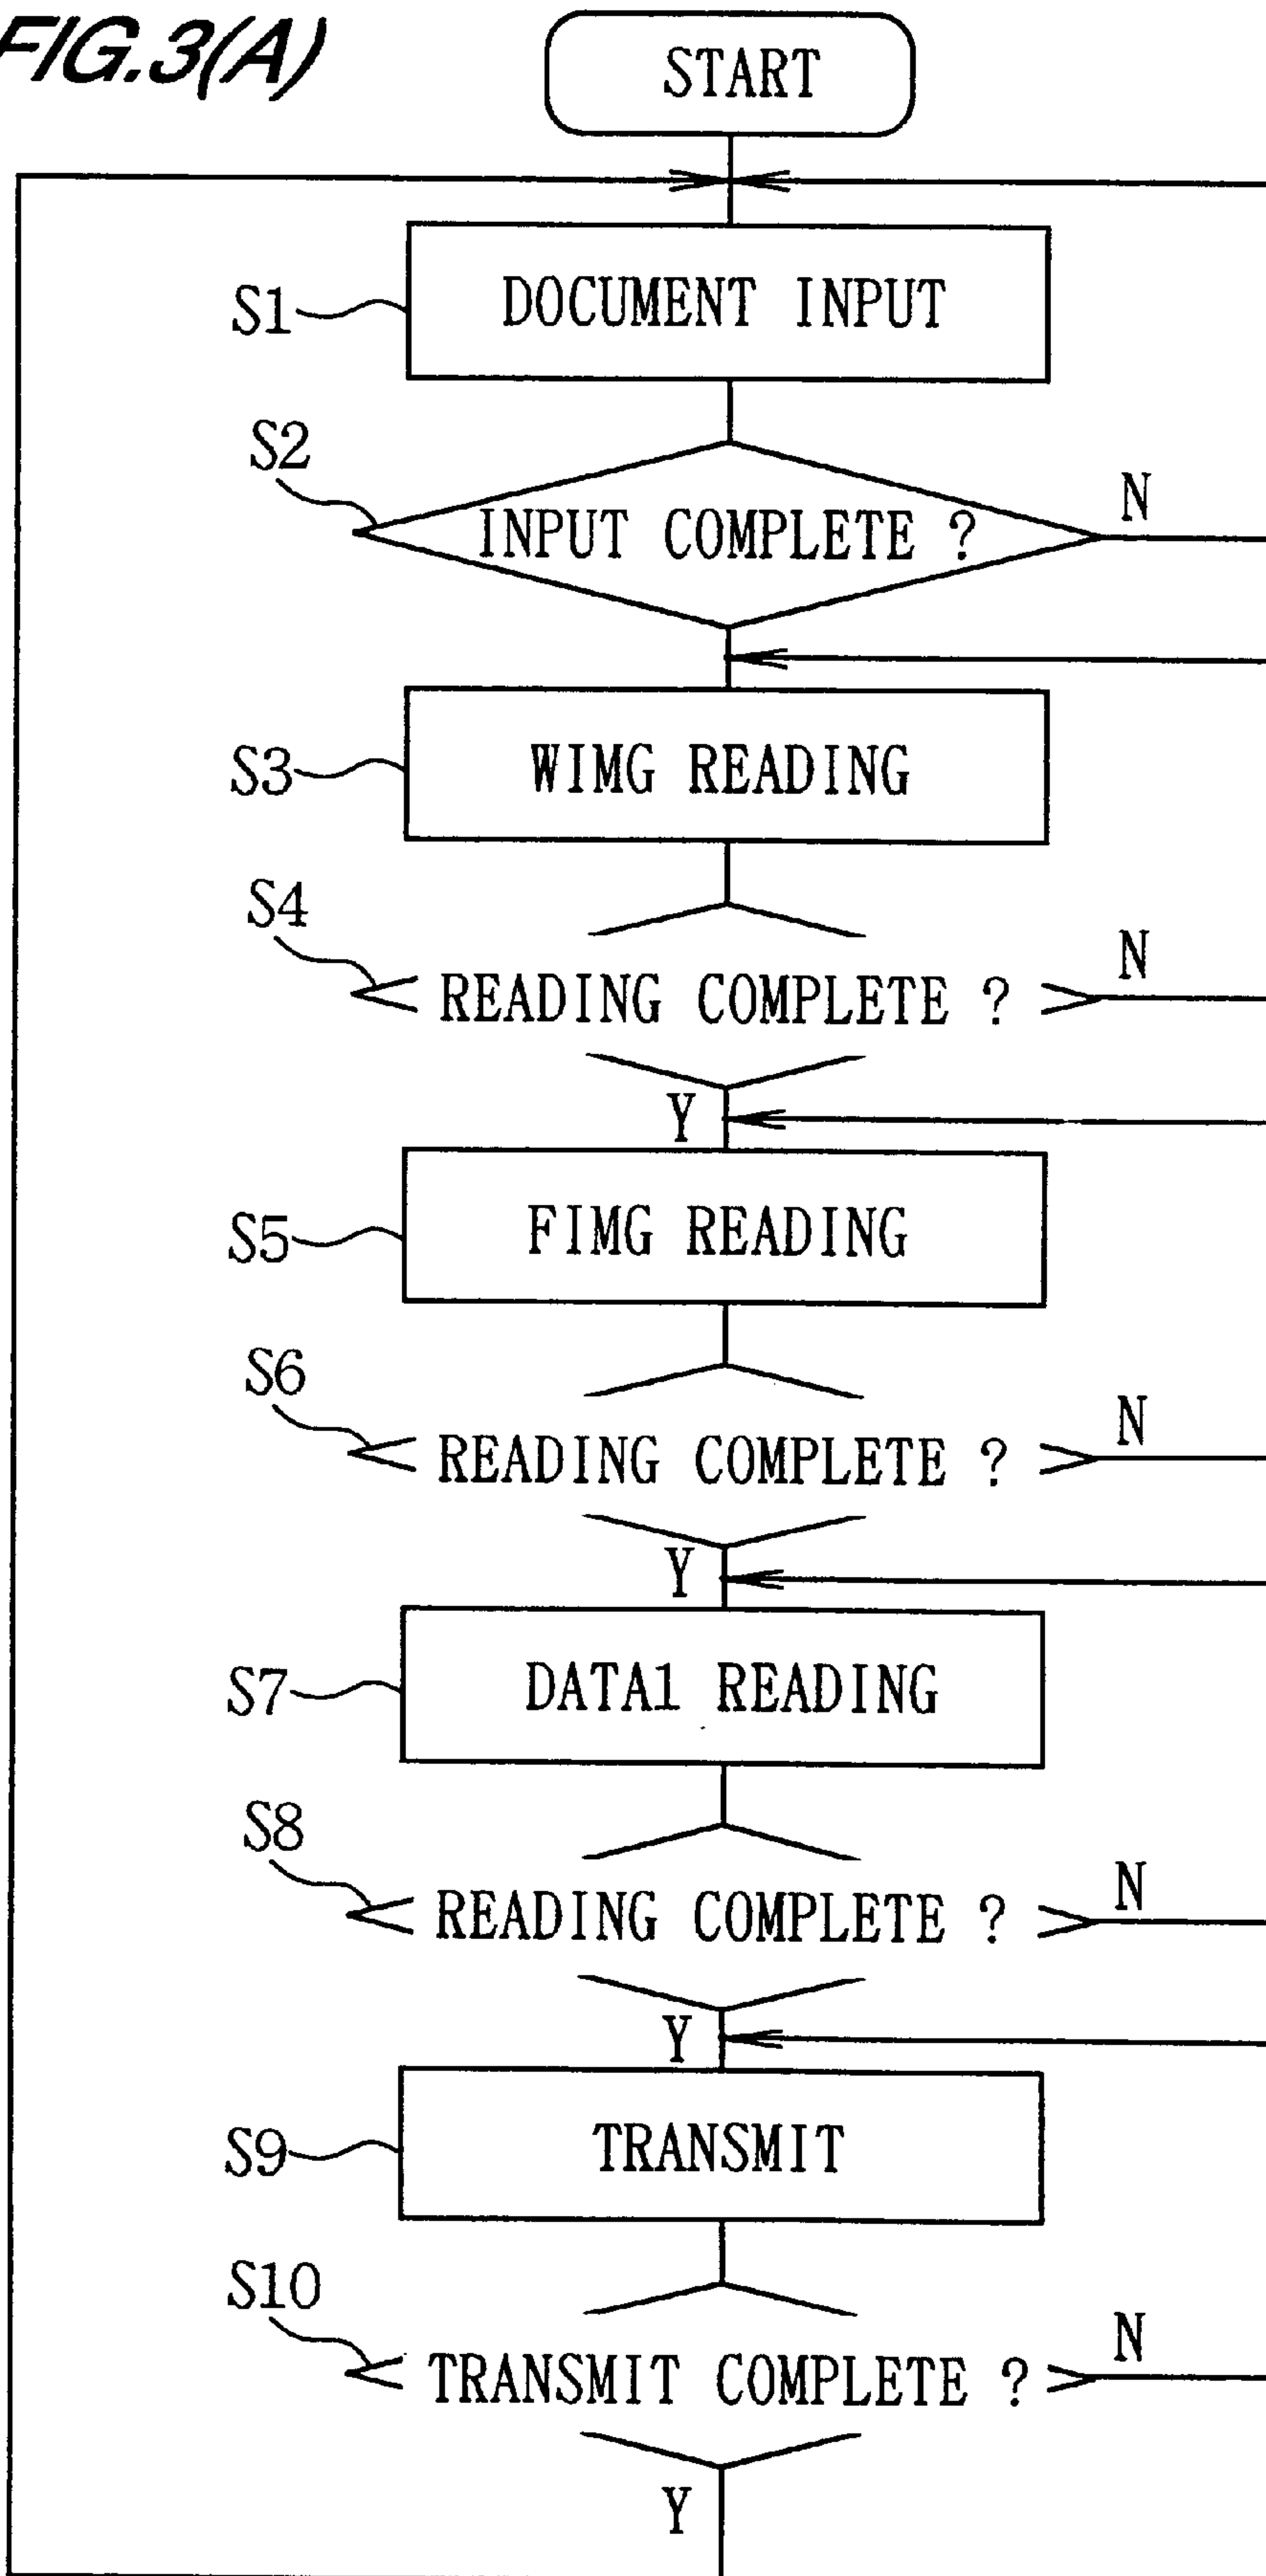 FIG.3(A)
START
S1
DOCUMENT INPUT
S2
INPUT COMPLETE ?
N
S3
WIMG READING
S4
READING COMPLETE ?
N
Y
S5
FIMG READING
S6
READING COMPLETE ?
N
Y
S7
DATA1 READING
S8
READING COMPLETE ?
N
Y
S9
TRANSMIT
S10
TRANSMIT COMPLETE ?
N
Y